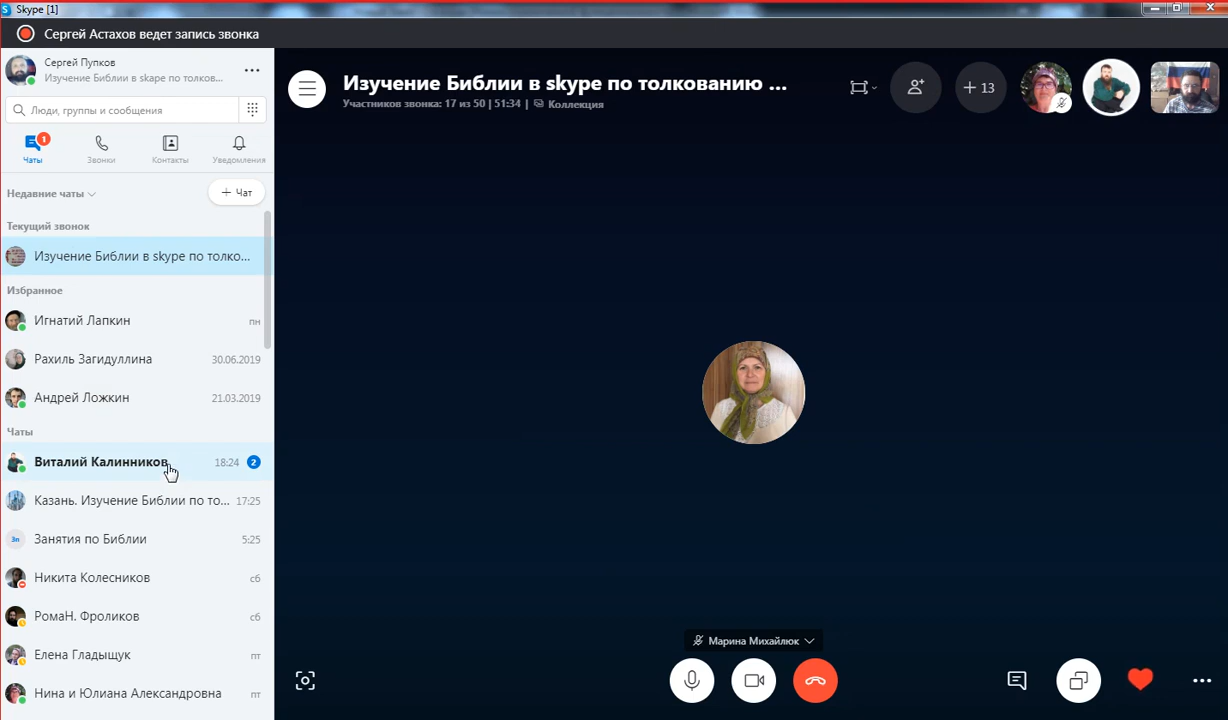 Skype [1]
Сергей Астахов ведет запись звонка
Сергей Пупков
Изучение Библии в skape по толков...
Люди, группы и сообщения
1
Чаты
Звонки
Контакты
Уведомления
Недавние чаты
+ Чат
Текущий звонок
Изучение Библии в skype по толко...
Избранное
Игнатий Лапкин пн
Рахиль Загидуллина 30.06.2019
Андрей Ложкин 21.03.2019
Чаты
Виталий Калинников 18:24 2
Казань. Изучение Библии по то... 17:25
Зп Занятия по Библии 5:25
Никита Колесников сб
РомаН. Фроликов сб
Елена Гладыщук пт
Нина и Юлиана Александровна пт
Изучение Библии в skype по толкованию ...
Участников звонка: 17 из 50 | 51:34 | Коллекция
+ 13
Марина Михайлюк